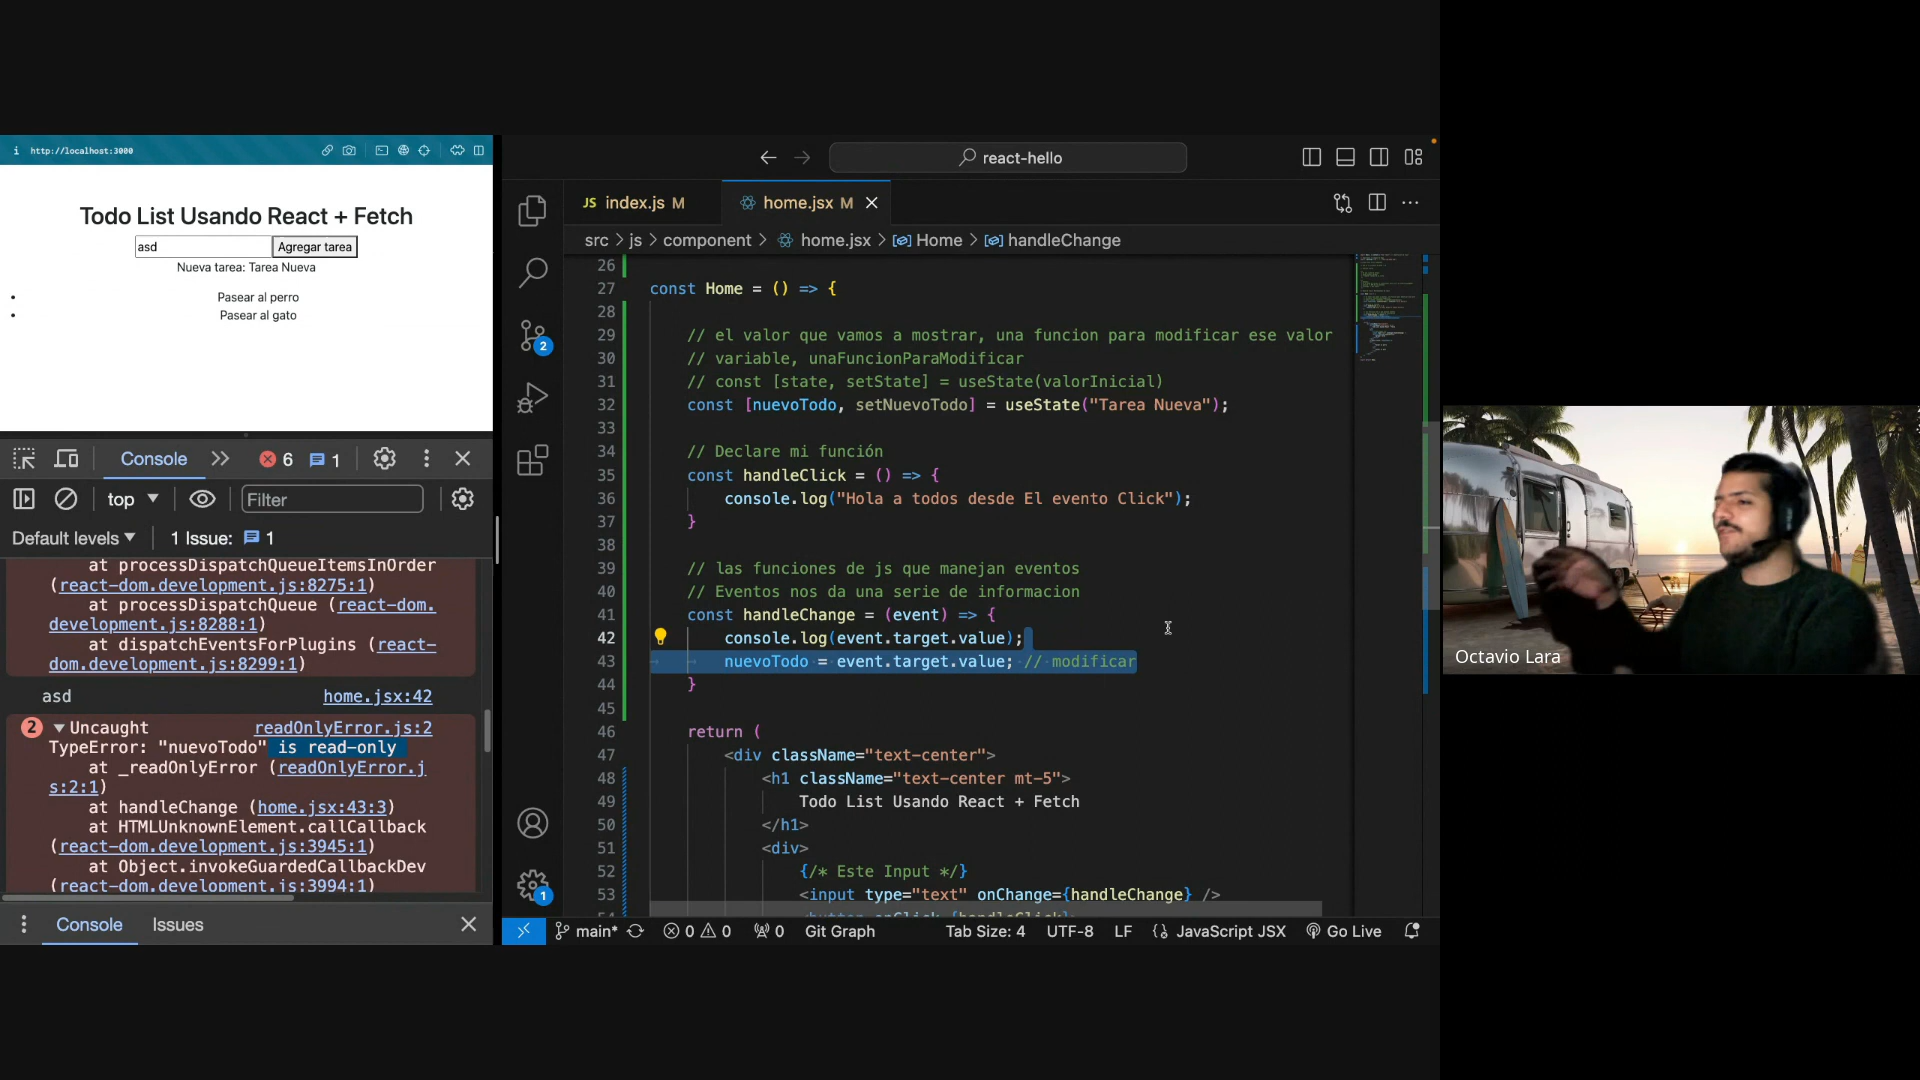 http://localhost:3000
Todo List Usando React + Fetch
asd
Agregar tarea
Nueva tarea: Tarea Nueva
Pasear al perro
Pasear al gato
Console
6
1
top
Filter
Default levels
1 Issue: 1
at processDispatchQueueItemsInOrder
(react-dom.development.js:8275:1)
at processDispatchQueue (react-dom.
development.js:8288:1)
at dispatchEventsForPlugins (react-
dom.development.js:8299:1)
asd home.jsx:42
2 Uncaught readOnlyError.js:2
TypeError: "nuevoTodo" is read-only
at _readOnlyError (readOnlyError.j
s:2:1)
at handleChange (home.jsx:43:3)
at HTMLUnknownElement.callCallback
(react-dom.development.js:3945:1)
at Object.invokeGuardedCallbackDev
(react-dom.development.js:3994:1)
Console Issues
react-hello
JS index.js M
home.jsx M
src > js > component > home.jsx > Home > handleChange
26
27 const Home = () => {
28
29 // el valor que vamos a mostrar, una funcion para modificar ese valor
30 // variable, unaFuncionParaModificar
31 // const [state, setState] = useState(valorInicial)
32 const [nuevoTodo, setNuevoTodo] = useState("Tarea Nueva");
33
34 // Declare mi función
35 const handleClick = () => {
36 console.log("Hola a todos desde El evento Click");
37 }
38
39 // las funciones de js que manejan eventos
40 // Eventos nos da una serie de informacion
41 const handleChange = (event) => {
42 console.log(event.target.value);
43 nuevoTodo = event.target.value; // modificar
44 }
45
46 return (
47 <div className="text-center">
48 <h1 className="text-center mt-5">
49 Todo List Usando React + Fetch
50 </h1>
51 <div>
52 {/* Este Input */}
53 <input type="text" onChange={handleChange} />
2
1
main* 0 0 0 Git Graph Tab Size: 4 UTF-8 LF {} JavaScript JSX Go Live
Octavio Lara